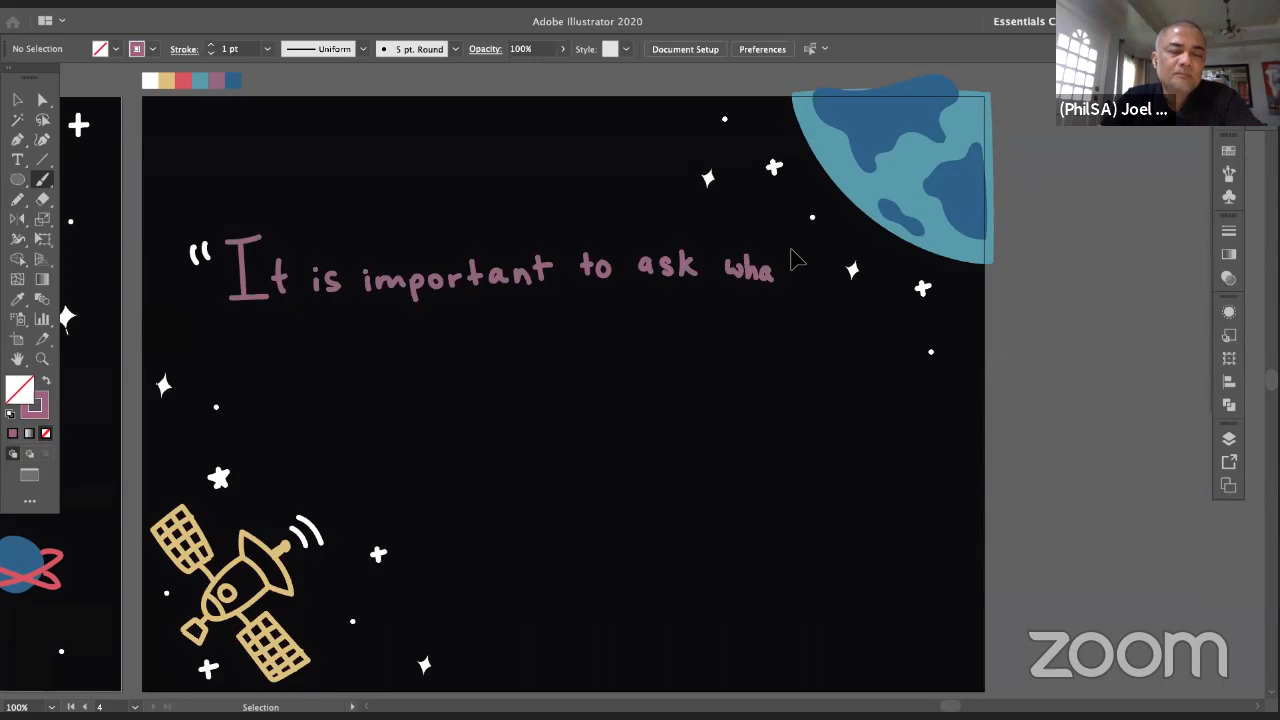 Adobe Illustrator 2020
Essentials C
No Selection
Stroke:
1 pt
Uniform
5 pt. Round
Opacity:
100%
Style:
Document Setup
Preferences
(PhilSA) Joel ...
“It is important to ask wha
zoom
100%
4
Selection